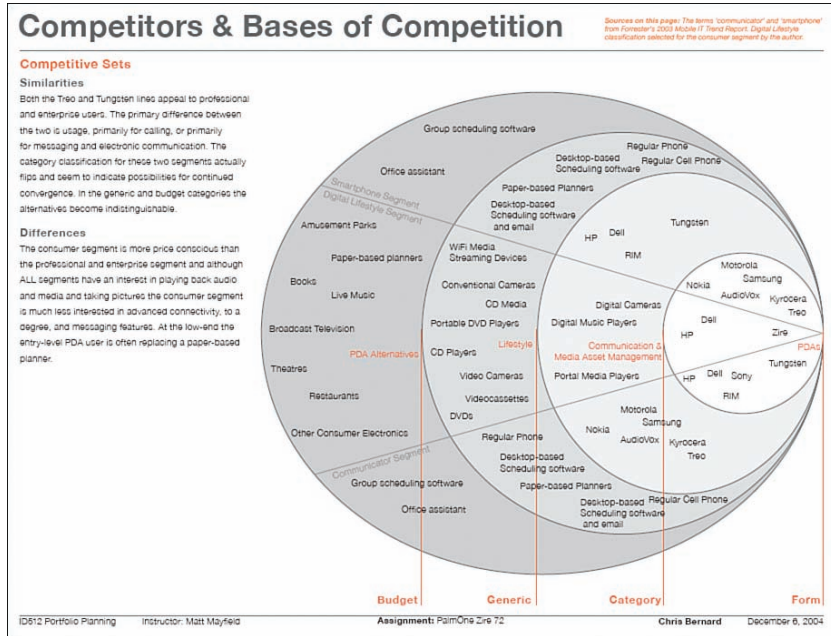 Competitors & Bases of Competition
Sources on this page: The terms 'communicator' and 'smartphone'
from Forrester's 2003 Mobile IT Trend Report. Digital Lifestyle
classification selected for the consumer segment by the author.
Competitive Sets
Similarities
Both the Treo and Tungsten lines appeal to professional
and enterprise users. The primary difference between
the two is usage, primarily for calling, or primarily
for messaging and electronic communication. The
category classification for these two segments actually
flips and seem to indicate possibilities for continued
convergence. In the generic and budget categories the
alternatives become indistinguishable.
Differences
The consumer segment is more price conscious than
the professional and enterprise segment and although
ALL segments have an interest in playing back audio
and media and taking pictures the consumer segment
is much less interested in advanced connectivity, to a
degree, and messaging features. At the low-end the
entry-level PDA user is often replacing a paper-based
planner.
Group scheduling software
Office assistant
Smartphone Segment
Digital Lifestyle Segment
Amusement Parks
Paper-based planners
Books
Live Music
Broadcast Television
PDA Alternatives
Theatres
Restaurants
Other Consumer Electronics
Communicator Segment
Group scheduling software
Office assistant
Regular Phone
Desktop-based
Scheduling software
Regular Cell Phone
Paper-based Planners
Desktop-based
Scheduling software
and email
WiFi Media
Streaming Devices
Conventional Cameras
CD Media
Portable DVD Players
Lifestyle
CD Players
Video Cameras
Videocassettes
DVDs
Regular Phone
Desktop-based
Scheduling software
Paper-based Planners
Desktop-based
Scheduling software
and email
Regular Cell Phone
Tungsten
HP
Dell
RIM
Digital Cameras
Digital Music Players
Communication &
Media Asset Management
Portal Media Players
Motorola
Samsung
Nokia
AudioVox
Kyrocera
Treo
Motorola
Samsung
Nokia
AudioVox
Kyrocera
Treo
Dell
HP
Zire
PDAs
Tungsten
HP
Dell
Sony
RIM
Budget
Generic
Category
Form
ID512 Portfolio Planning
Instructor: Matt Mayfield
Assignment: PalmOne Zire 72
Chris Bernard
December 6, 2004